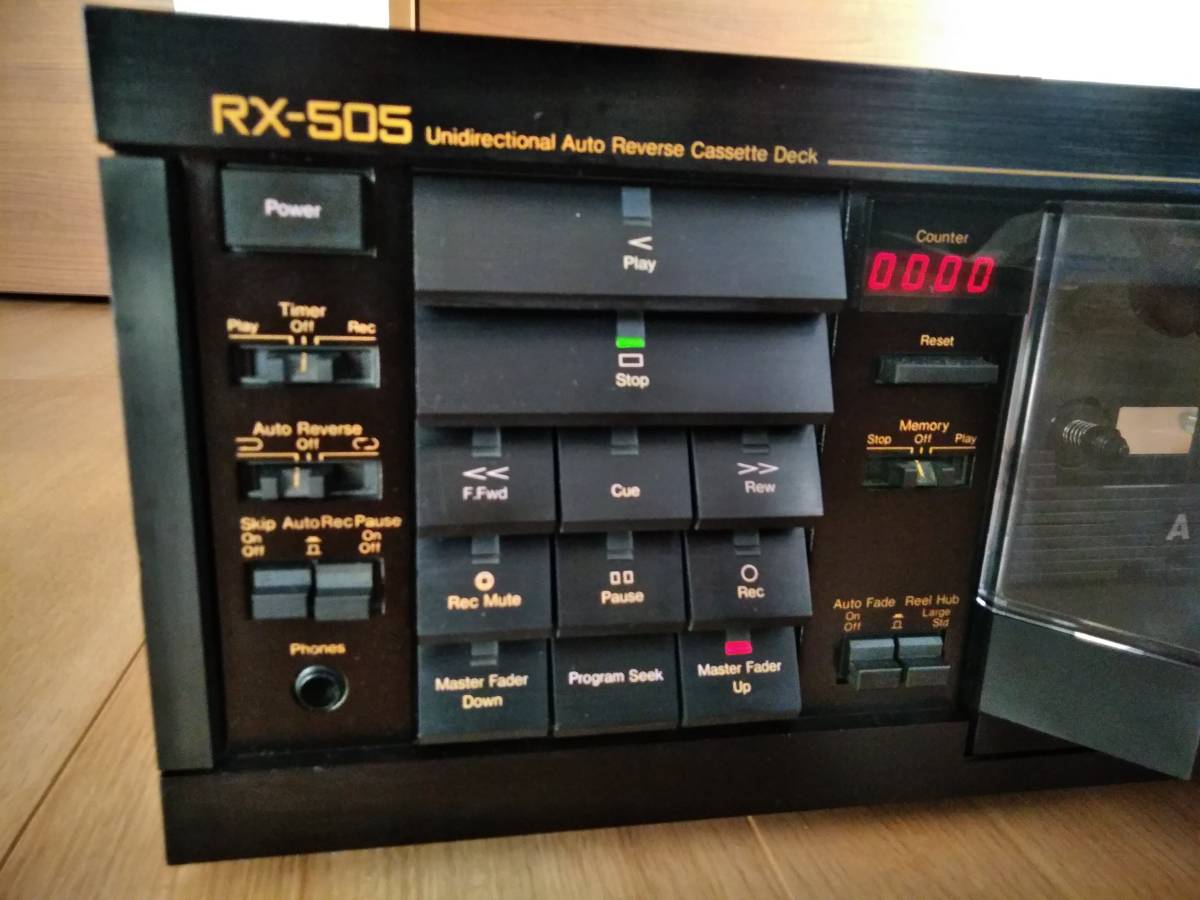 RX-505 Unidirectional Auto Reverse Cassette Deck
Power
Timer
Play Off Rec
Auto Reverse
Off
Skip Auto Rec Pause
On On
Off Off
Phones
<
Play
Stop
<<
F.Fwd
Cue
>>
Rew
Rec Mute
Pause
Rec
Master Fader
Down
Program Seek
Master Fader
Up
Counter
0000
Reset
Memory
Stop Off Play
Auto Fade Reel Hub
On Large
Off Std
A